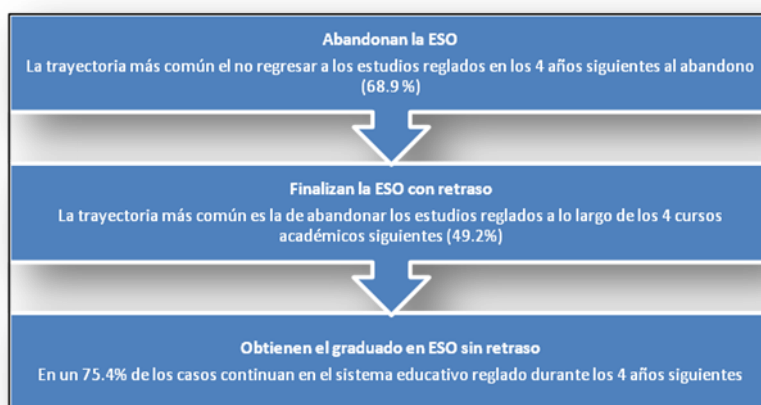 Abandonan la ESO
La trayectoria más común el no regresar a los estudios reglados en los 4 años siguientes al abandono
(68.9 %)
Finalizan la ESO con retraso
La trayectoria más común es la de abandonar los estudios reglados a lo largo de los 4 cursos
académicos siguientes (49.2%)
Obtienen el graduado en ESO sin retraso
En un 75.4% de los casos continuan en el sistema educativo reglado durante los 4 años siguientes